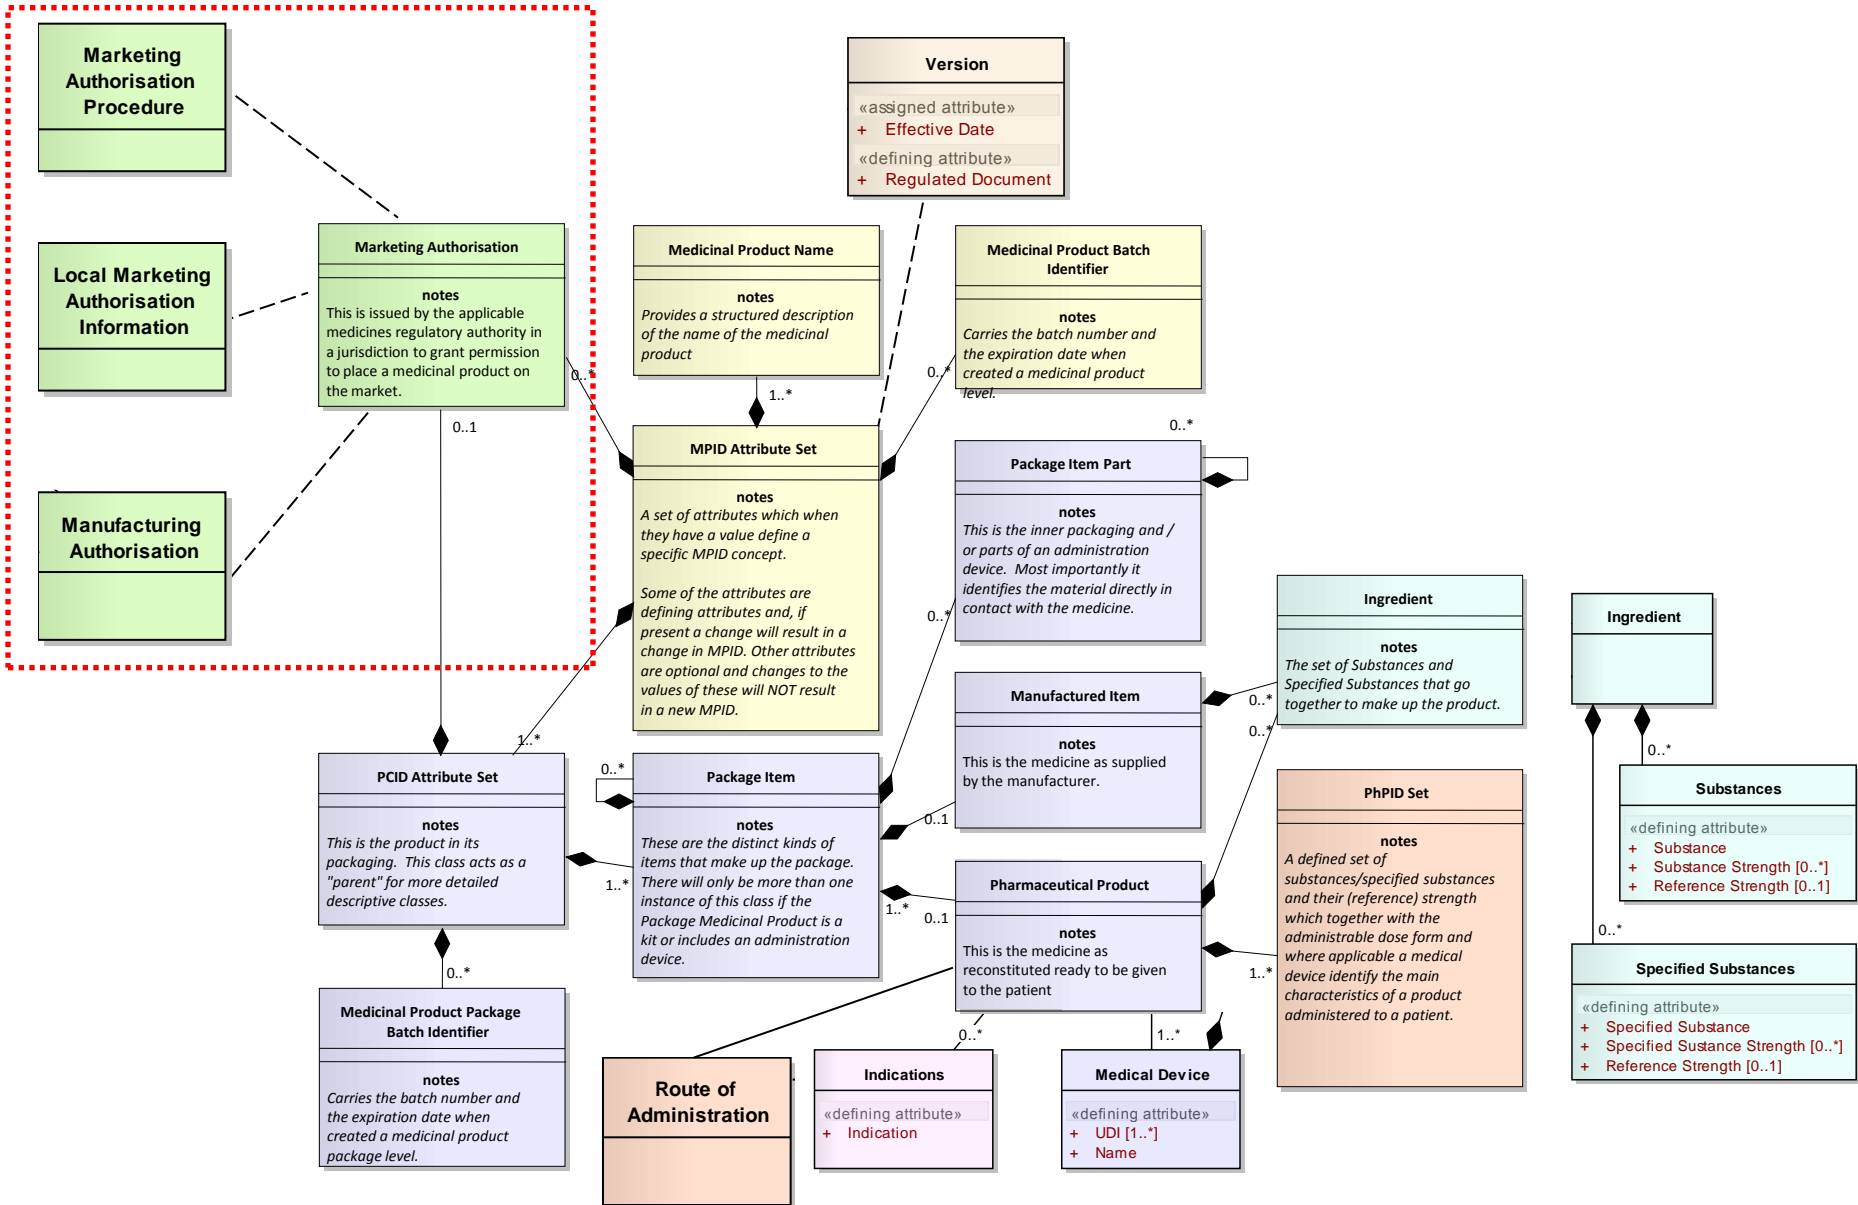 Marketing
Authorisation
Procedure
Local Marketing
Authorisation
Information
Manufacturing
Authorisation
Marketing Authorisation
notes
This is issued by the applicable
medicines regulatory authority in
a jurisdiction to grant permission
to place a medicinal product on
the market.
0..*
0..1
Version
«assigned attribute»
+ Effective Date
«defining attribute»
+ Regulated Document
Medicinal Product Name
notes
Provides a structured description
of the name of the medicinal
product
1..*
Medicinal Product Batch
Identifier
notes
Carries the batch number and
the expiration date when
created a medicinal product
level.
0..*
MPID Attribute Set
notes
A set of attributes which when
they have a value define a
specific MPID concept.
Some of the attributes are
defining attributes and, if
present a change will result in a
change in MPID. Other attributes
are optional and changes to the
values of these will NOT result
in a new MPID.
1..*
0..*
Package Item Part
notes
This is the inner packaging and /
or parts of an administration
device.  Most importantly it
identifies the material directly in
contact with the medicine.
0..*
Manufactured Item
notes
This is the medicine as supplied
by the manufacturer.
0..*
0..*
0..1
Ingredient
notes
The set of Substances and
Specified Substances that go
together to make up the product.
Ingredient
0..*
Substances
«defining attribute»
+ Substance
+ Substance Strength [0..*]
+ Reference Strength [0..1]
0..*
Specified Substances
«defining attribute»
+ Specified Substance
+ Specified Sustance Strength [0..*]
+ Reference Strength [0..1]
PCID Attribute Set
notes
This is the product in its
packaging.  This class acts as a
"parent" for more detailed
descriptive classes.
1..*
0..*
0..*
Package Item
notes
These are the distinct kinds of
items that make up the package.
There will only be more than one
instance of this class if the
Package Medicinal Product is a
kit or includes an administration
device.
1..*
0..1
Pharmaceutical Product
notes
This is the medicine as
reconstituted ready to be given
to the patient
1..*
PhPID Set
notes
A defined set of
substances/specified substances
and their (reference) strength
which together with the
administrable dose form and
where applicable a medical
device identify the main
characteristics of a product
administered to a patient.
Medicinal Product Package
Batch Identifier
notes
Carries the batch number and
the expiration date when
created a medicinal product
package level.
Route of
Administration
0..*
Indications
«defining attribute»
+ Indication
1..*
Medical Device
«defining attribute»
+ UDI [1..*]
+ Name